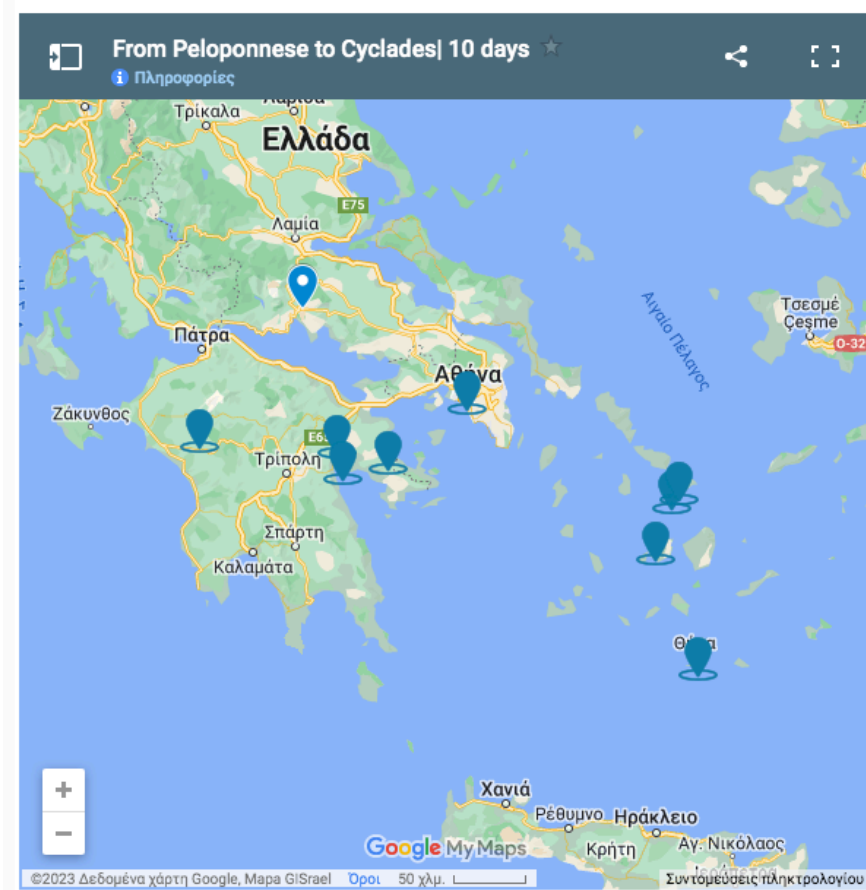 From Peloponnese to Cyclades| 10 days
Πληροφορίες
Τρίκαλα
Λάρισα
Ελλάδα
E75
Λαμία
Αιγαίο Πέλαγος
Τσεσμέ
Çeşme
O-32
Πάτρα
Αθήνα
Ζάκυνθος
Τρίπολη
Σπάρτη
Καλαμάτα
Χανιά
Ρέθυμνο
Ηράκλειο
Κρήτη
Αγ. Νικόλαος
Ιεράπετρα
Google My Maps
©2023 Δεδομένα χάρτη Google, Mapa GISrael Όροι 50 χλμ.
Συντομεύσεις πληκτρολογίου